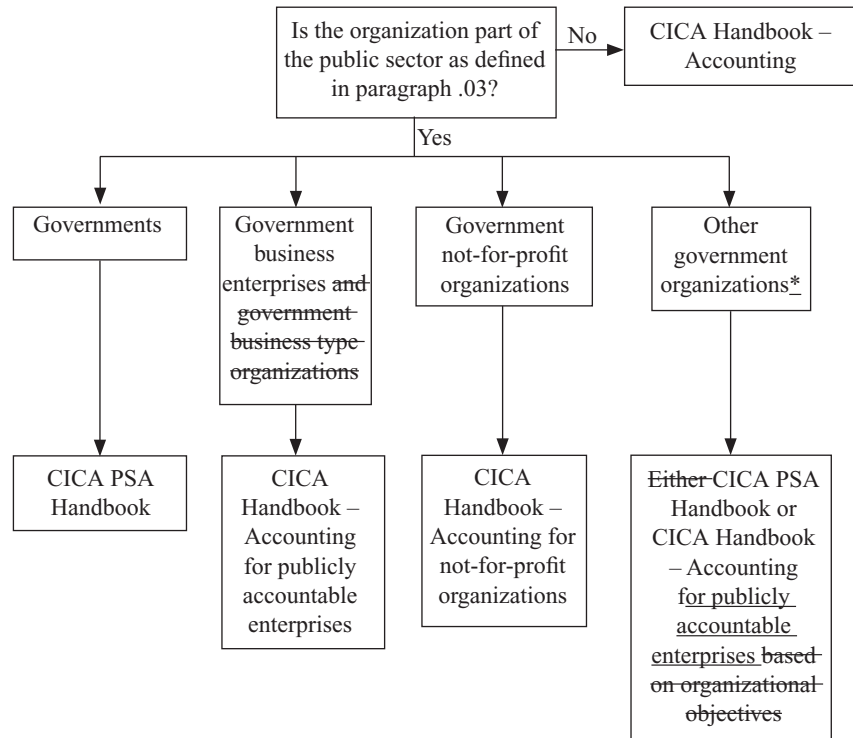 Is the organization part of
the public sector as defined
in paragraph .03?
No
CICA Handbook –
Accounting
Yes
Governments
Government
business
enterprises and
government
business type
organizations
Government
not-for-profit
organizations
Other
government
organizations*
CICA PSA
Handbook
CICA
Handbook –
Accounting
for publicly
accountable
enterprises
CICA
Handbook –
Accounting for
not-for-profit
organizations
Either CICA PSA
Handbook or
CICA Handbook
– Accounting
for publicly
accountable
enterprises based
on organizational
objectives